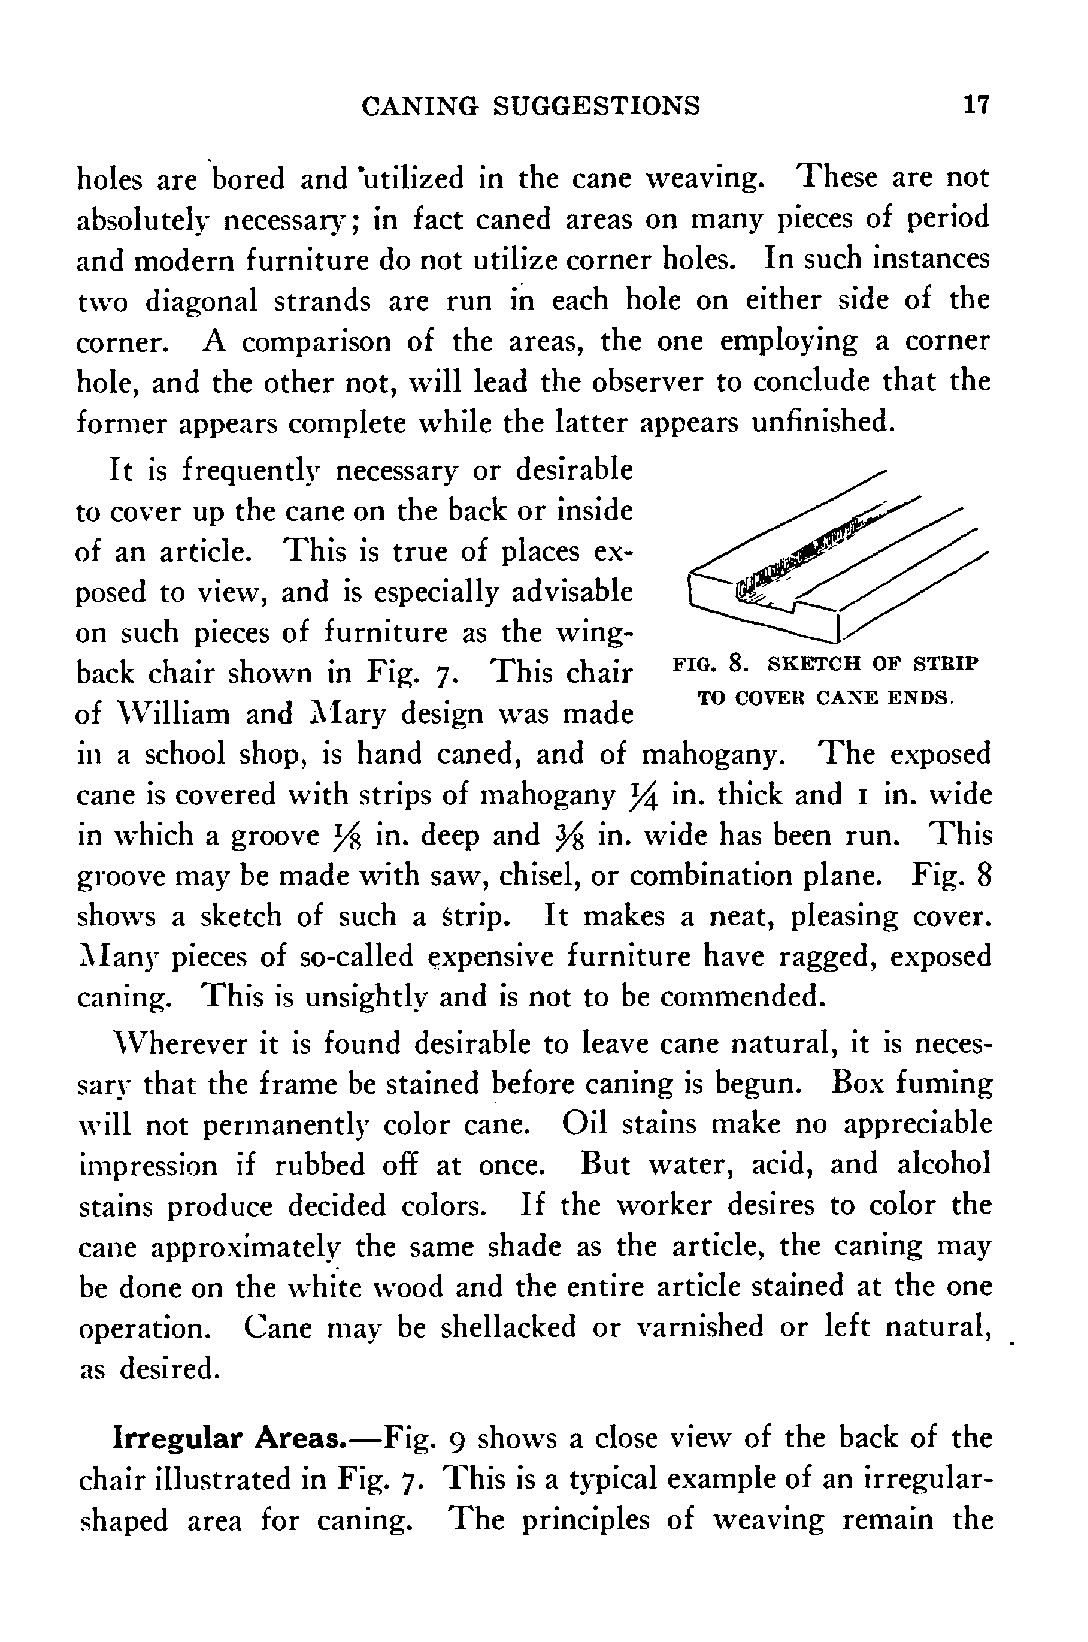 CANING SUGGESTIONS 17
holes are bored and utilized in the cane weaving. These are not
absolutely necessary; in fact caned areas on many pieces of period
and modern furniture do not utilize corner holes. In such instances
two diagonal strands are run in each hole on either side of the
corner. A comparison of the areas, the one employing a corner
hole, and the other not, will lead the observer to conclude that the
former appears complete while the latter appears unfinished.
It is frequently necessary or desirable
to cover up the cane on the back or inside
of an article. This is true of places ex-
posed to view, and is especially advisable
on such pieces of furniture as the wing-
back chair shown in Fig. 7. This chair
of William and Mary design was made
FIG. 8. SKETCH OF STRIP
TO COVER CANE ENDS.
in a school shop, is hand caned, and of mahogany. The exposed
cane is covered with strips of mahogany ¼ in. thick and 1 in. wide
in which a groove ⅛ in. deep and ⅜ in. wide has been run. This
groove may be made with saw, chisel, or combination plane. Fig. 8
shows a sketch of such a strip. It makes a neat, pleasing cover.
Many pieces of so-called expensive furniture have ragged, exposed
caning. This is unsightly and is not to be commended.
Wherever it is found desirable to leave cane natural, it is neces-
sary that the frame be stained before caning is begun. Box fuming
will not permanently color cane. Oil stains make no appreciable
impression if rubbed off at once. But water, acid, and alcohol
stains produce decided colors. If the worker desires to color the
cane approximately the same shade as the article, the caning may
be done on the white wood and the entire article stained at the one
operation. Cane may be shellacked or varnished or left natural,
as desired.
Irregular Areas.—Fig. 9 shows a close view of the back of the
chair illustrated in Fig. 7. This is a typical example of an irregular-
shaped area for caning. The principles of weaving remain the